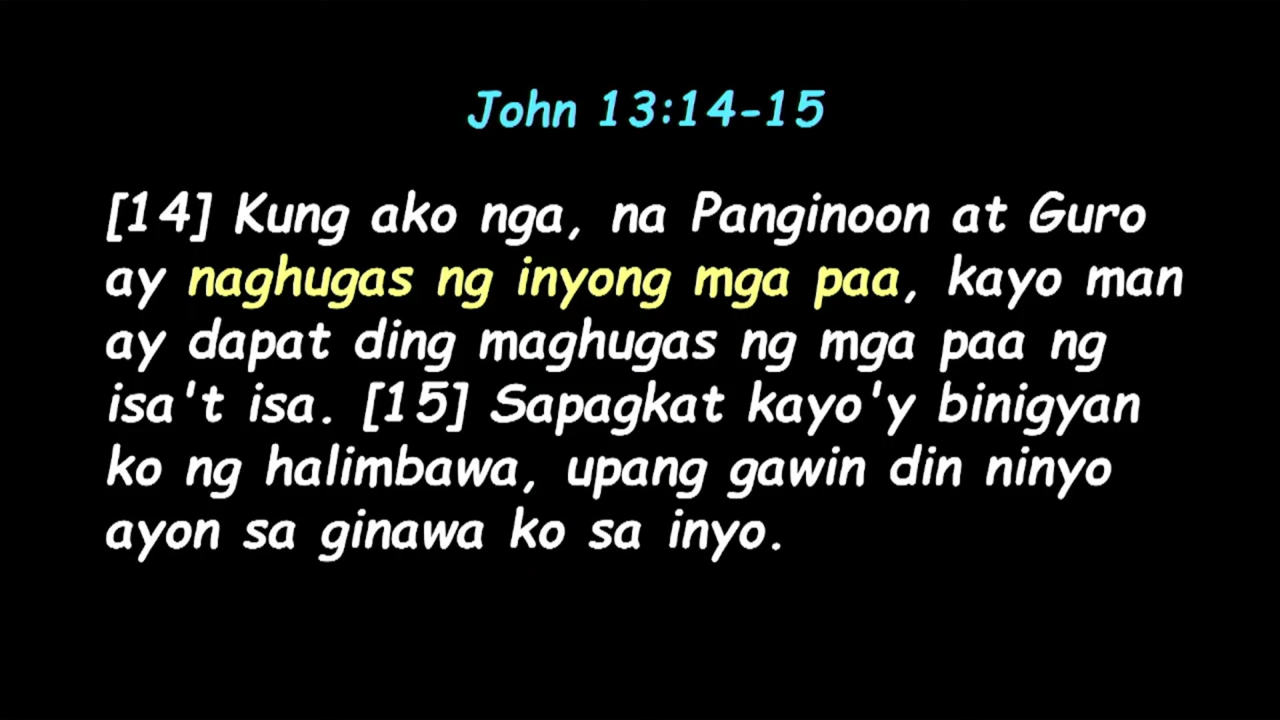 John 13:14-15
[14] Kung ako nga, na Panginoon at Guro
ay naghugas ng inyong mga paa, kayo man
ay dapat ding maghugas ng mga paa ng
isa't isa. [15] Sapagkat kayo'y binigyan
ko ng halimbawa, upang gawin din ninyo
ayon sa ginawa ko sa inyo.